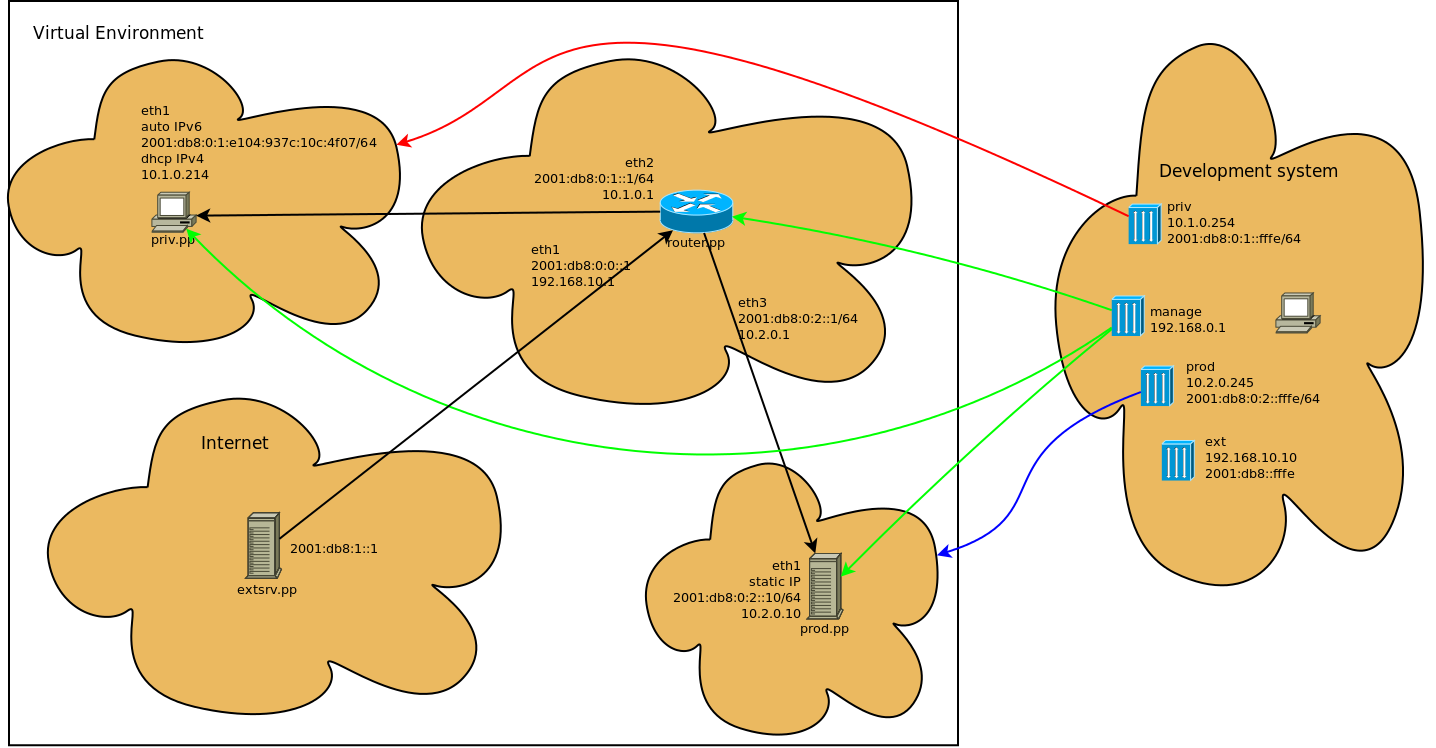 Virtual Environment
eth1
auto IPv6
2001:db8:0:1:e104:937c:10c:4f07/64
dhcp IPv4
10.1.0.214
priv.pp
eth2
2001:db8:0:1::1/64
10.1.0.1
router.pp
eth1
2001:db8:0:0::1
192.168.10.1
eth3
2001:db8:0:2::1/64
10.2.0.1
Internet
2001:db8:1::1
extsrv.pp
eth1
static IP
2001:db8:0:2::10/64
10.2.0.10
prod.pp
Development system
priv
10.1.0.254
2001:db8:0:1::fffe/64
manage
192.168.0.1
prod
10.2.0.245
2001:db8:0:2::fffe/64
ext
192.168.10.10
2001:db8::fffe